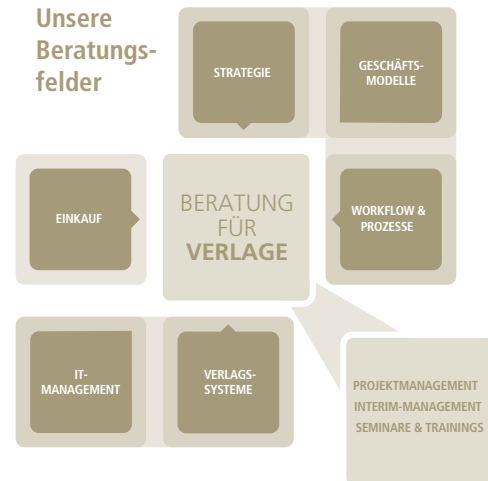 Unsere
Beratungs-
felder
STRATEGIE
GESCHÄFTS-
MODELLE
EINKAUF
BERATUNG
FÜR
VERLAGE
WORKFLOW &
PROZESSE
IT-
MANAGEMENT
VERLAGS-
SYSTEME
PROJEKTMANAGEMENT
INTERIM-MANAGEMENT
SEMINARE & TRAININGS